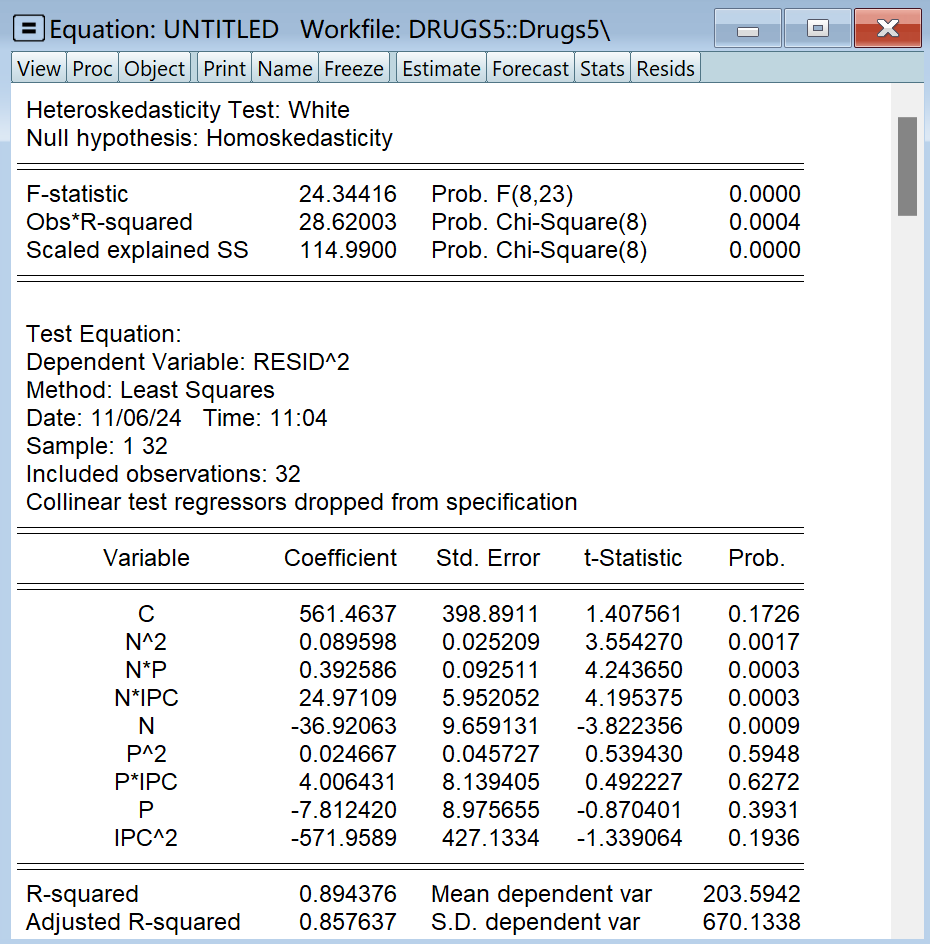 Equation: UNTITLED Workfile: DRUGS5::Drugs5\
View Proc Object Print Name Freeze Estimate Forecast Stats Resids
Heteroskedasticity Test: White
Null hypothesis: Homoskedasticity
F-statistic 24.34416 Prob. F(8,23) 0.0000
Obs*R-squared 28.62003 Prob. Chi-Square(8) 0.0004
Scaled explained SS 114.9900 Prob. Chi-Square(8) 0.0000
Test Equation:
Dependent Variable: RESID^2
Method: Least Squares
Date: 11/06/24 Time: 11:04
Sample: 1 32
Included observations: 32
Collinear test regressors dropped from specification
Variable Coefficient Std. Error t-Statistic Prob.
C 561.4637 398.8911 1.407561 0.1726
N^2 0.089598 0.025209 3.554270 0.0017
N*P 0.392586 0.092511 4.243650 0.0003
N*IPC 24.97109 5.952052 4.195375 0.0003
N -36.92063 9.659131 -3.822356 0.0009
P^2 0.024667 0.045727 0.539430 0.5948
P*IPC 4.006431 8.139405 0.492227 0.6272
P -7.812420 8.975655 -0.870401 0.3931
IPC^2 -571.9589 427.1334 -1.339064 0.1936
R-squared 0.894376 Mean dependent var 203.5942
Adjusted R-squared 0.857637 S.D. dependent var 670.1338